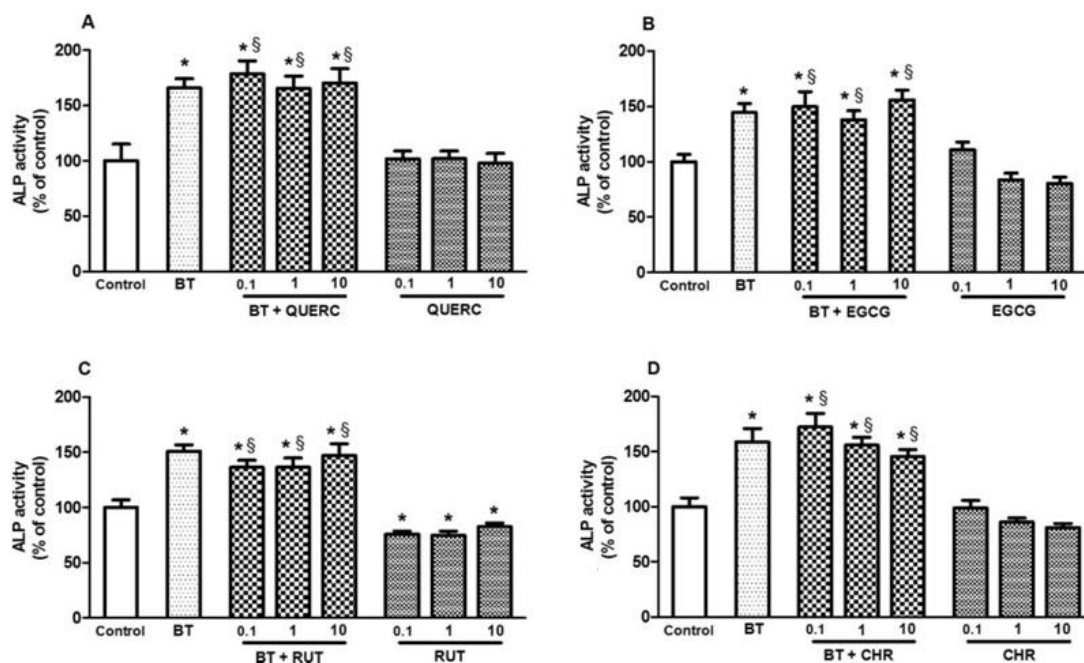 A
ALP activity
(% of control)
200
150
100
50
0
*
* §
* §
* §
Control
BT
0.1
1
10
0.1
1
10
BT + QUERC
QUERC
B
ALP activity
(% of control)
200
150
100
50
0
*
* §
* §
* §
Control
BT
0.1
1
10
0.1
1
10
BT + EGCG
EGCG
C
ALP activity
(% of control)
200
150
100
50
0
*
* §
* §
* §
*
*
*
Control
BT
0.1
1
10
0.1
1
10
BT + RUT
RUT
D
ALP activity
(% of control)
200
150
100
50
0
*
* §
* §
* §
Control
BT
0.1
1
10
0.1
1
10
BT + CHR
CHR